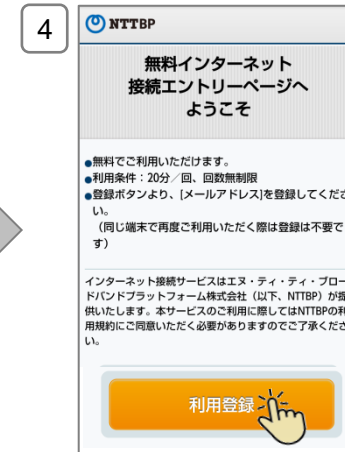 4
NTTBP
無料インターネット
接続エントリーページへ
ようこそ
●無料でご利用いただけます。
●利用条件:20分/回、回数無制限
●登録ボタンより、[メールアドレス]を登録してくださ
い。
(同じ端末で再度ご利用いただく際は登録は不要で
す)
インターネット接続サービスはエヌ・ティ・ティ・ブロー
ドバンドプラットフォーム株式会社(以下、NTTBP)が提
供いたします。本サービスのご利用に際してはNTTBPの利
用規約にご同意いただく必要がありますのでご了承くださ
い。
利用登録